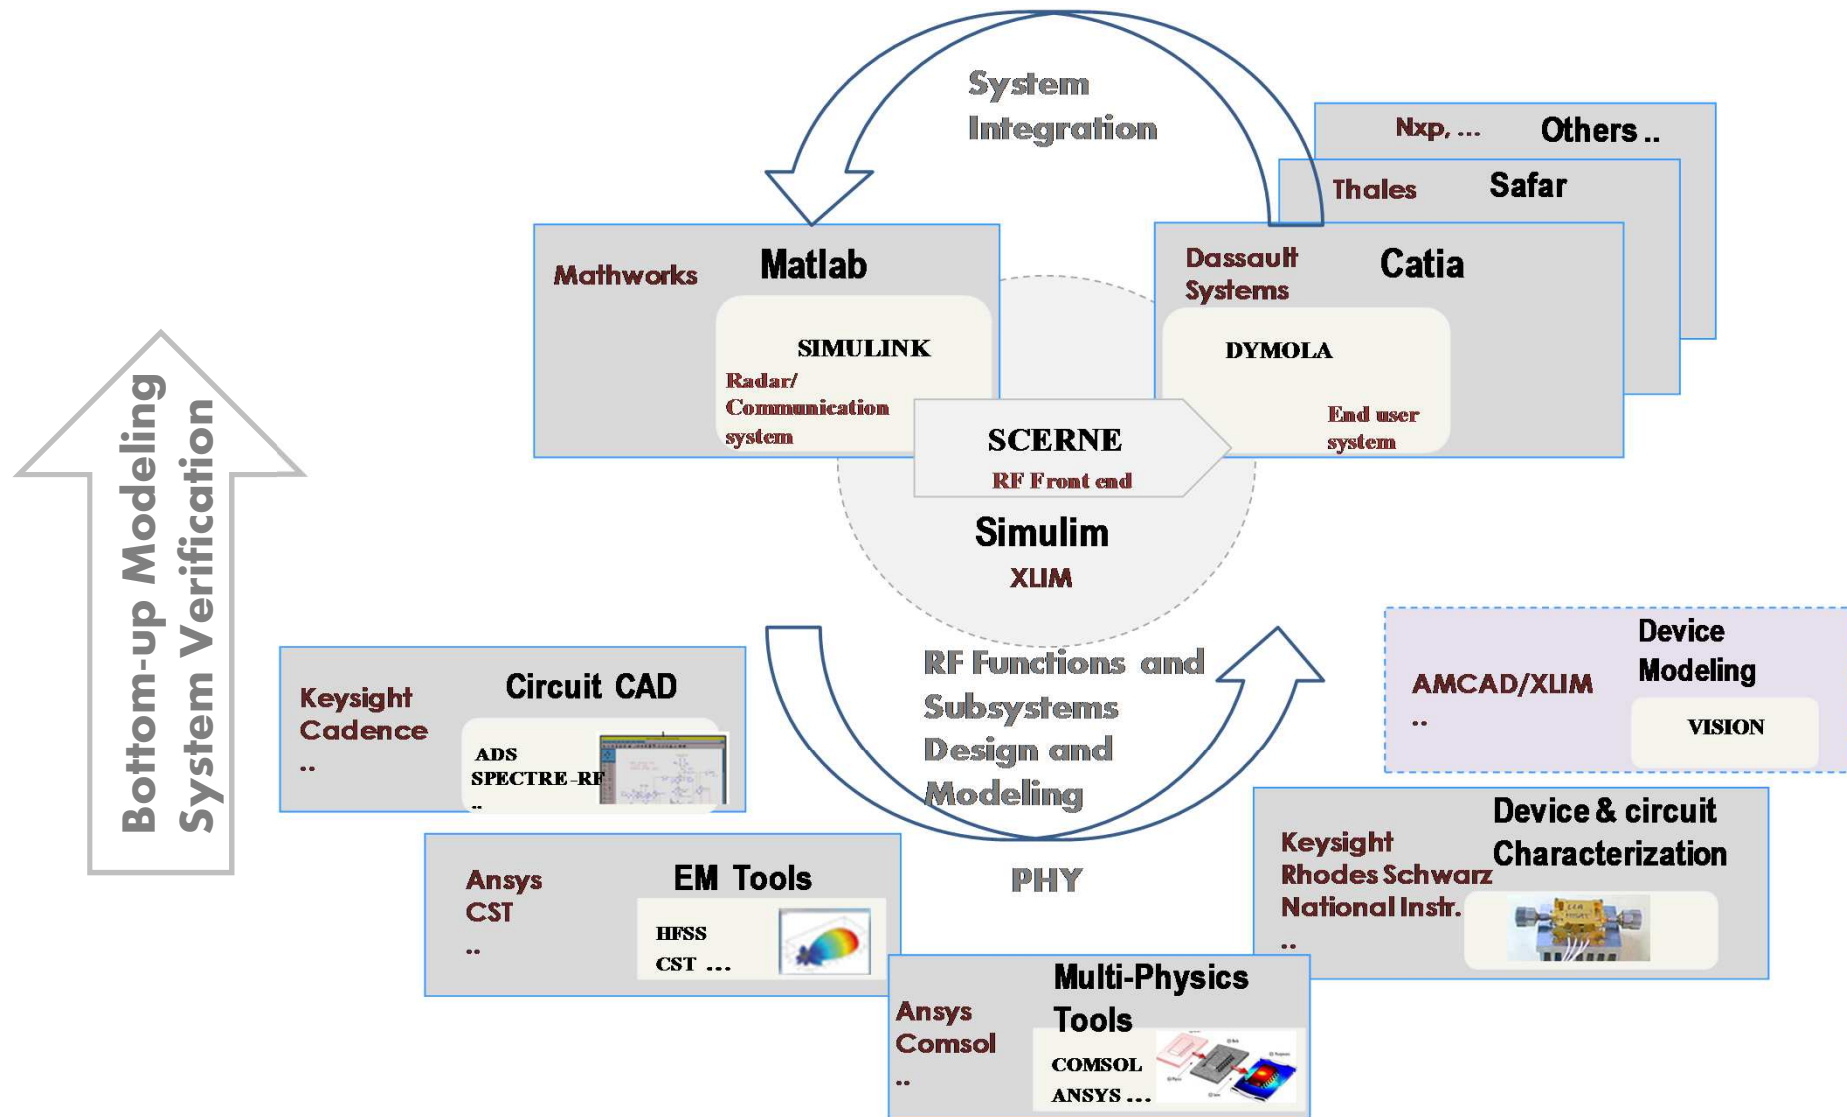 System
Integration
Nxp, ...
Others ..
Thales
Safar
Mathworks
Matlab
SIMULINK
Radar/
Communication
system
Dassault
Systems
Catia
DYMOLA
End user
system
SCERNE
RF Front end
Simulim
XLIM
Bottom-up Modeling
System Verification
RF Functions and
Subsystems
Design and
Modeling
PHY
Keysight
Cadence
..
Circuit CAD
ADS
SPECTRE-RF
..
Ansys
CST
..
EM Tools
HFSS
CST ...
Ansys
Comsol
..
Multi-Physics
Tools
COMSOL
ANSYS ...
Device
Modeling
AMCAD/XLIM
..
VISION
Device & circuit
Characterization
Keysight
Rhodes Schwarz
National Instr.
..